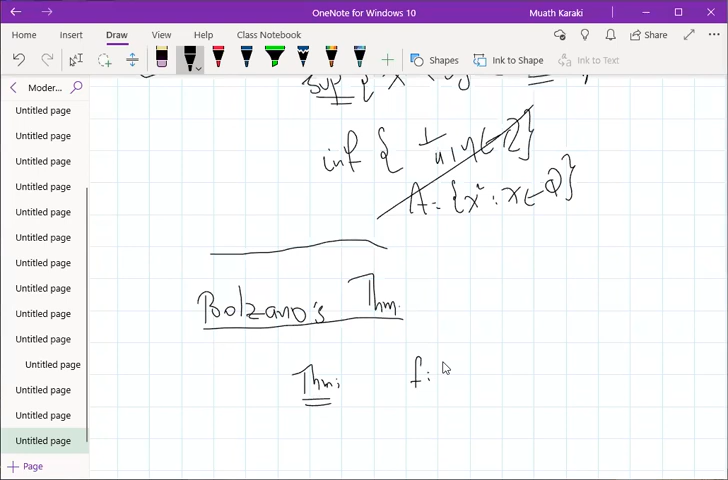 OneNote for Windows 10
Muath Karaki
Home Insert Draw View Help Class Notebook
Share
Shapes Ink to Shape Ink to Text
Moder...
Untitled page
Untitled page
Untitled page
Untitled page
Untitled page
Untitled page
Untitled page
Untitled page
Untitled page
Untitled page
Untitled page
Untitled page
Untitled page
Untitled page
Page
sup { x
inf { 1/n, n ∈ Z }
A = {x² : x ∈ Q}
Bolzano's Thm.
Thm: f: